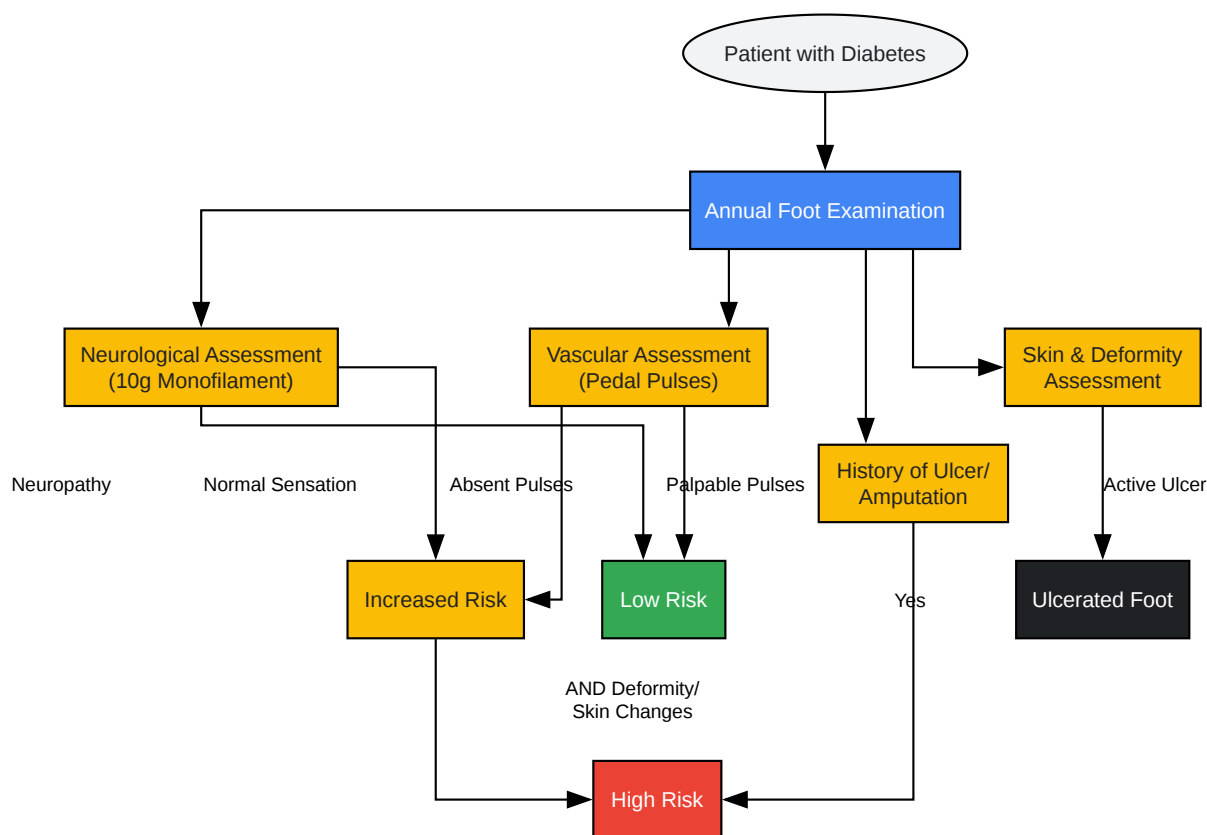 Patient with Diabetes
Annual Foot Examination
Neurological Assessment
(10g Monofilament)
Vascular Assessment
(Pedal Pulses)
Skin & Deformity
Assessment
History of Ulcer/
Amputation
Neuropathy
Normal Sensation
Absent Pulses
Palpable Pulses
Active Ulcer
Increased Risk
Low Risk
Yes
Ulcerated Foot
AND Deformity/
Skin Changes
High Risk